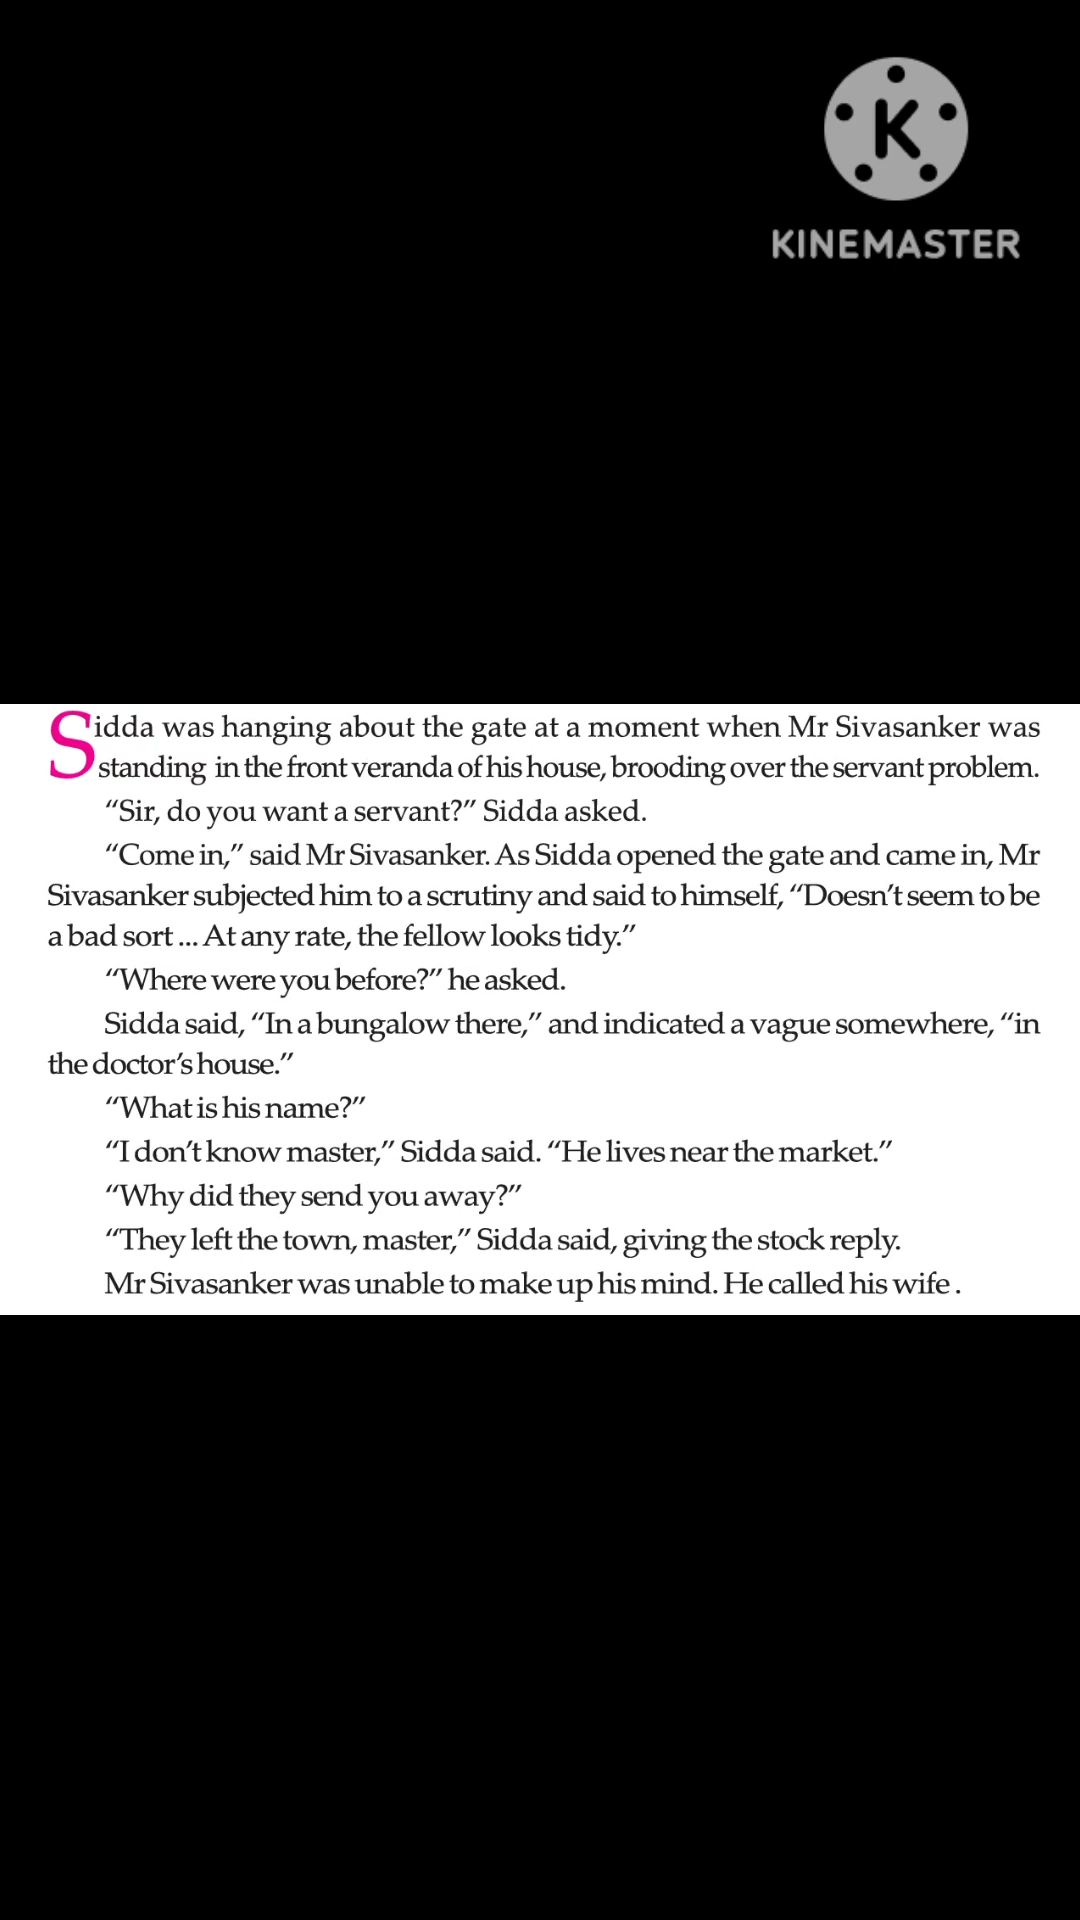 K
KINEMASTER
Sidda was hanging about the gate at a moment when Mr Sivasanker was
standing in the front veranda of his house, brooding over the servant problem.
“Sir, do you want a servant?” Sidda asked.
“Come in,” said Mr Sivasanker. As Sidda opened the gate and came in, Mr
Sivasanker subjected him to a scrutiny and said to himself, “Doesn’t seem to be
a bad sort ... At any rate, the fellow looks tidy.”
“Where were you before?” he asked.
Sidda said, “In a bungalow there,” and indicated a vague somewhere, “in
the doctor’s house.”
“What is his name?”
“I don’t know master,” Sidda said. “He lives near the market.”
“Why did they send you away?”
“They left the town, master,” Sidda said, giving the stock reply.
Mr Sivasanker was unable to make up his mind. He called his wife .